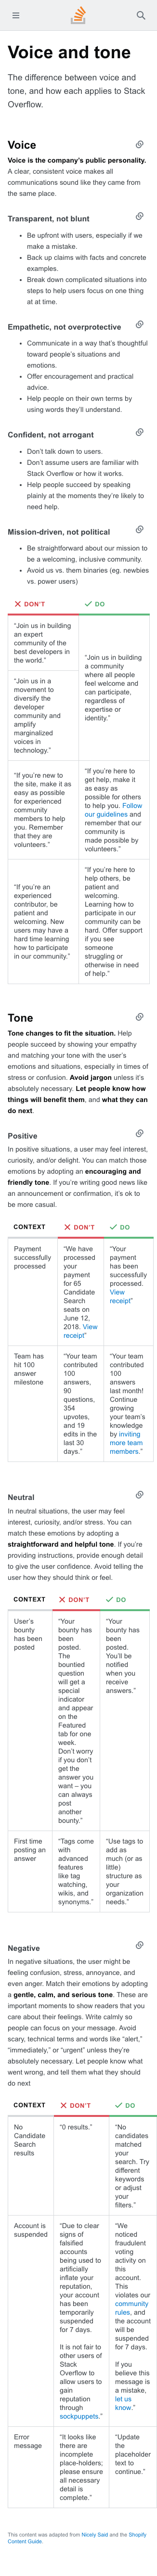 Voice and tone
The difference between voice and
tone, and how each applies to Stack
Overflow.
Voice
Voice is the company's public personality.
A clear, consistent voice makes all
communications sound like they came from
the same place.
Transparent, not blunt
• Be upfront with users, especially if we
make a mistake.
• Back up claims with facts and concrete
examples.
• Break down complicated situations into
steps to help users focus on one thing
at at time.
Empathetic, not overprotective
• Communicate in a way that's thoughtful
toward people's situations and
emotions.
• Offer encouragement and practical
advice.
• Help people on their own terms by
using words they'll understand.
Confident, not arrogant
• Don't talk down to users.
• Don't assume users are familiar with
Stack Overflow or how it works.
• Help people succeed by speaking
plainly at the moments they're likely to
need help.
Mission-driven, not political
• Be straightforward about our mission to
be a welcoming, inclusive community.
• Avoid us vs. them binaries (eg. newbies
vs. power users)
DON'T
DO
"Join us in building
an expert
community of the
best developers in
the world."
"Join us in a
movement to
diversify the
developer
community and
amplify
marginalized
voices in
technology."
"Join us in building
a community
where all people
feel welcome and
can participate,
regardless of
expertise or
identity."
"If you're new to
the site, make it as
easy as possible
for experienced
community
members to help
you. Remember
that they are
volunteers."
"If you're here to
get help, make it
as easy as
possible for others
to help you. Follow
our guidelines and
remember that our
community is
made possible by
volunteers."
"If you're an
experienced
contributor, be
patient and
welcoming. New
users may have a
hard time learning
how to participate
in our community."
"If you're here to
help others, be
patient and
welcoming.
Learning how to
participate in our
community can be
hard. Offer support
if you see
someone
struggling or
otherwise in need
of help."
Tone
Tone changes to fit the situation. Help
people succeed by showing your empathy
and matching your tone with the user's
emotions and situations, especially in times of
stress or confusion. Avoid jargon unless it's
absolutely necessary. Let people know how
things will benefit them, and what they can
do next.
Positive
In positive situations, a user may feel interest,
curiosity, and/or delight. You can match those
emotions by adopting an encouraging and
friendly tone. If you're writing good news like
an announcement or confirmation, it's ok to
be more casual.
CONTEXT
DON'T
DO
Payment
successfully
processed
"We have
processed
your
payment
for 65
Candidate
Search
seats on
June 12,
2018. View
receipt"
"Your
payment
has been
successfully
processed.
View
receipt"
Team has
hit 100
answer
milestone
"Your team
contributed
100
answers,
90
questions,
354
upvotes,
and 19
edits in the
last 30
days."
"Your team
contributed
100
answers
last month!
Continue
growing
your team's
knowledge
by inviting
more team
members."
Neutral
In neutral situations, the user may feel
interest, curiosity, and/or stress. You can
match these emotions by adopting a
straightforward and helpful tone. If you're
providing instructions, provide enough detail
to give the user confidence. Avoid telling the
user how they should think or feel.
CONTEXT
DON'T
DO
User's
bounty
has been
posted
"Your
bounty has
been
posted.
The
bountied
question
will get a
special
indicator
and appear
on the
Featured
tab for one
week.
Don't worry
if you don't
get the
answer you
want – you
can always
post
another
bounty."
"Your
bounty has
been
posted.
You'll be
notified
when you
receive
answers."
First time
posting an
answer
"Tags come
with
advanced
features
like tag
watching,
wikis, and
synonyms."
"Use tags to
add as
much (or as
little)
structure as
your
organization
needs."
Negative
In negative situations, the user might be
feeling confusion, stress, annoyance, and
even anger. Match their emotions by adopting
a gentle, calm, and serious tone. These are
important moments to show readers that you
care about their feelings. Write calmly so
people can focus on your message. Avoid
scary, technical terms and words like "alert,"
"immediately," or "urgent" unless they're
absolutely necessary. Let people know what
went wrong, and tell them what they should
do next
CONTEXT
DON'T
DO
No
Candidate
Search
results
"0 results."
"No
candidates
matched
your
search. Try
different
keywords
or adjust
your
filters."
Account is
suspended
"Due to clear
signs of
falsified
accounts
being used to
artificially
inflate your
reputation,
your account
has been
temporarily
suspended
for 7 days.
It is not fair to
other users of
Stack
Overflow to
allow users to
gain
reputation
through
sockpuppets."
"We
noticed
fraudulent
voting
activity on
this
account.
This
violates our
community
rules, and
the account
will be
suspended
for 7 days.
If you
believe this
message is
a mistake,
let us
know."
Error
message
"It looks like
there are
incomplete
place-holders;
please ensure
all necessary
detail is
complete."
"Update
the
placeholder
text to
continue."
This content was adapted from Nicely Said and the Shopify
Content Guide.